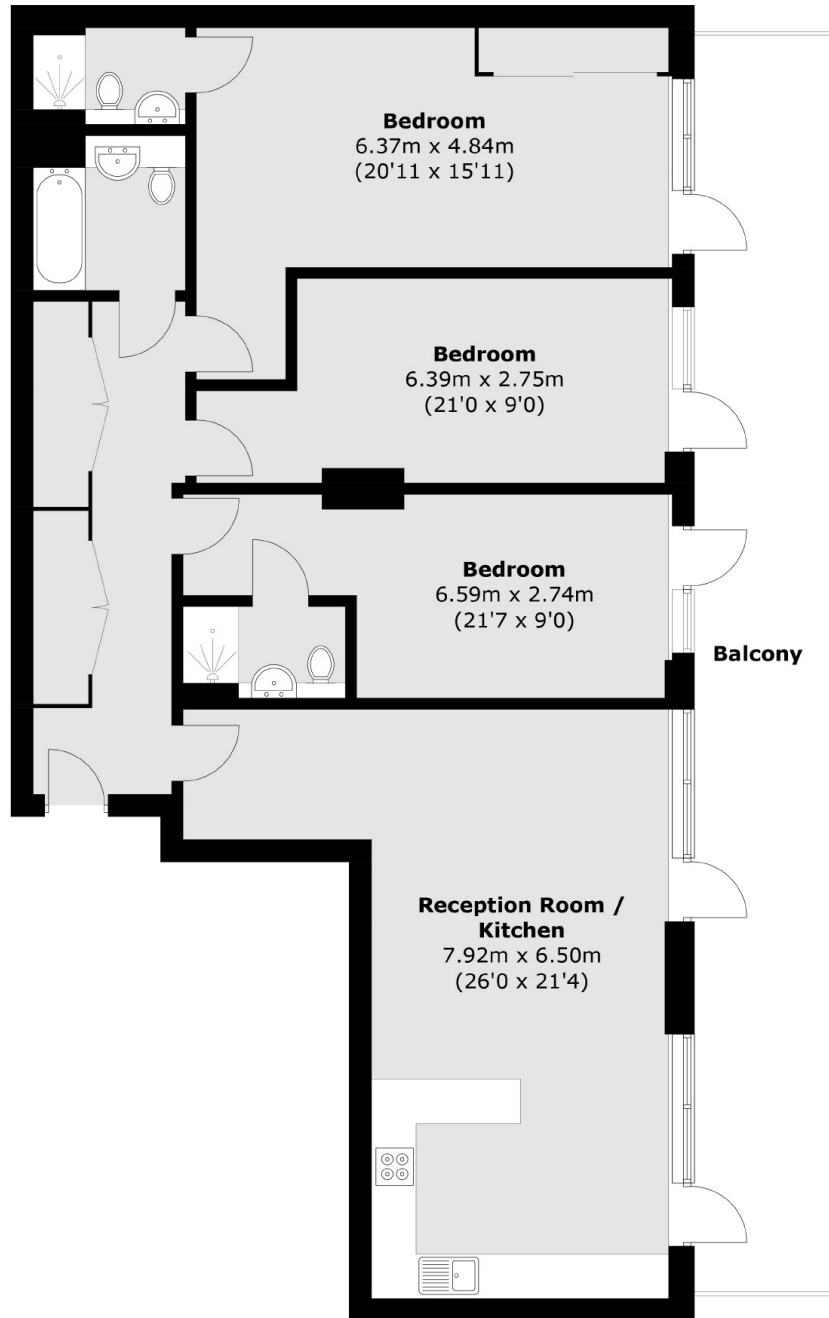 Bedroom
6.37m x 4.84m
(20'11 x 15'11)
Bedroom
6.39m x 2.75m
(21'0 x 9'0)
Bedroom
6.59m x 2.74m
(21'7 x 9'0)
Balcony
Reception Room /
Kitchen
7.92m x 6.50m
(26'0 x 21'4)